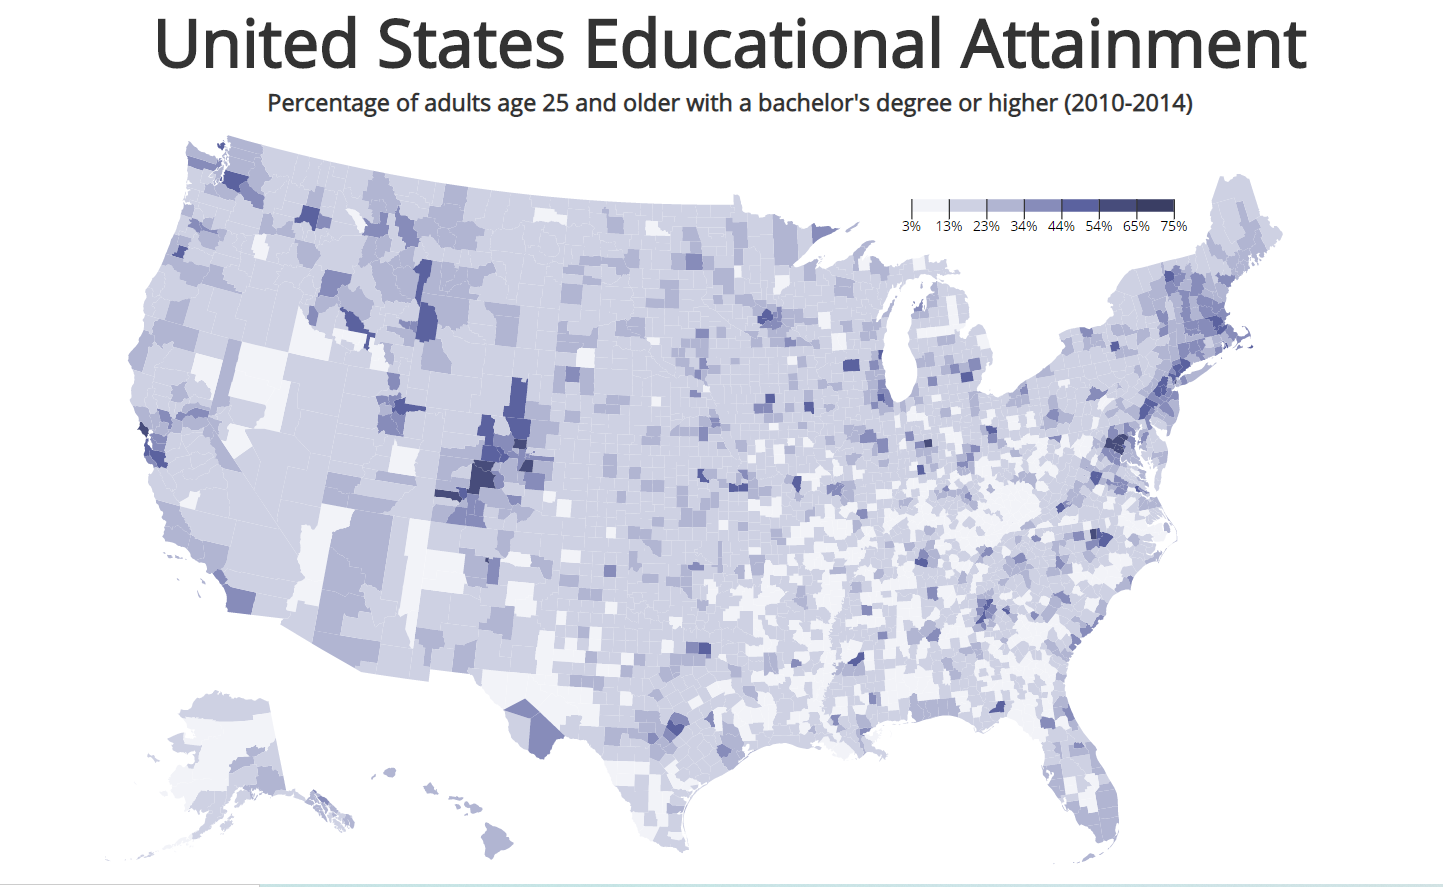 United States Educational Attainment
Percentage of adults age 25 and older with a bachelor's degree or higher (2010-2014)
3% 13% 23% 34% 44% 54% 65% 75%